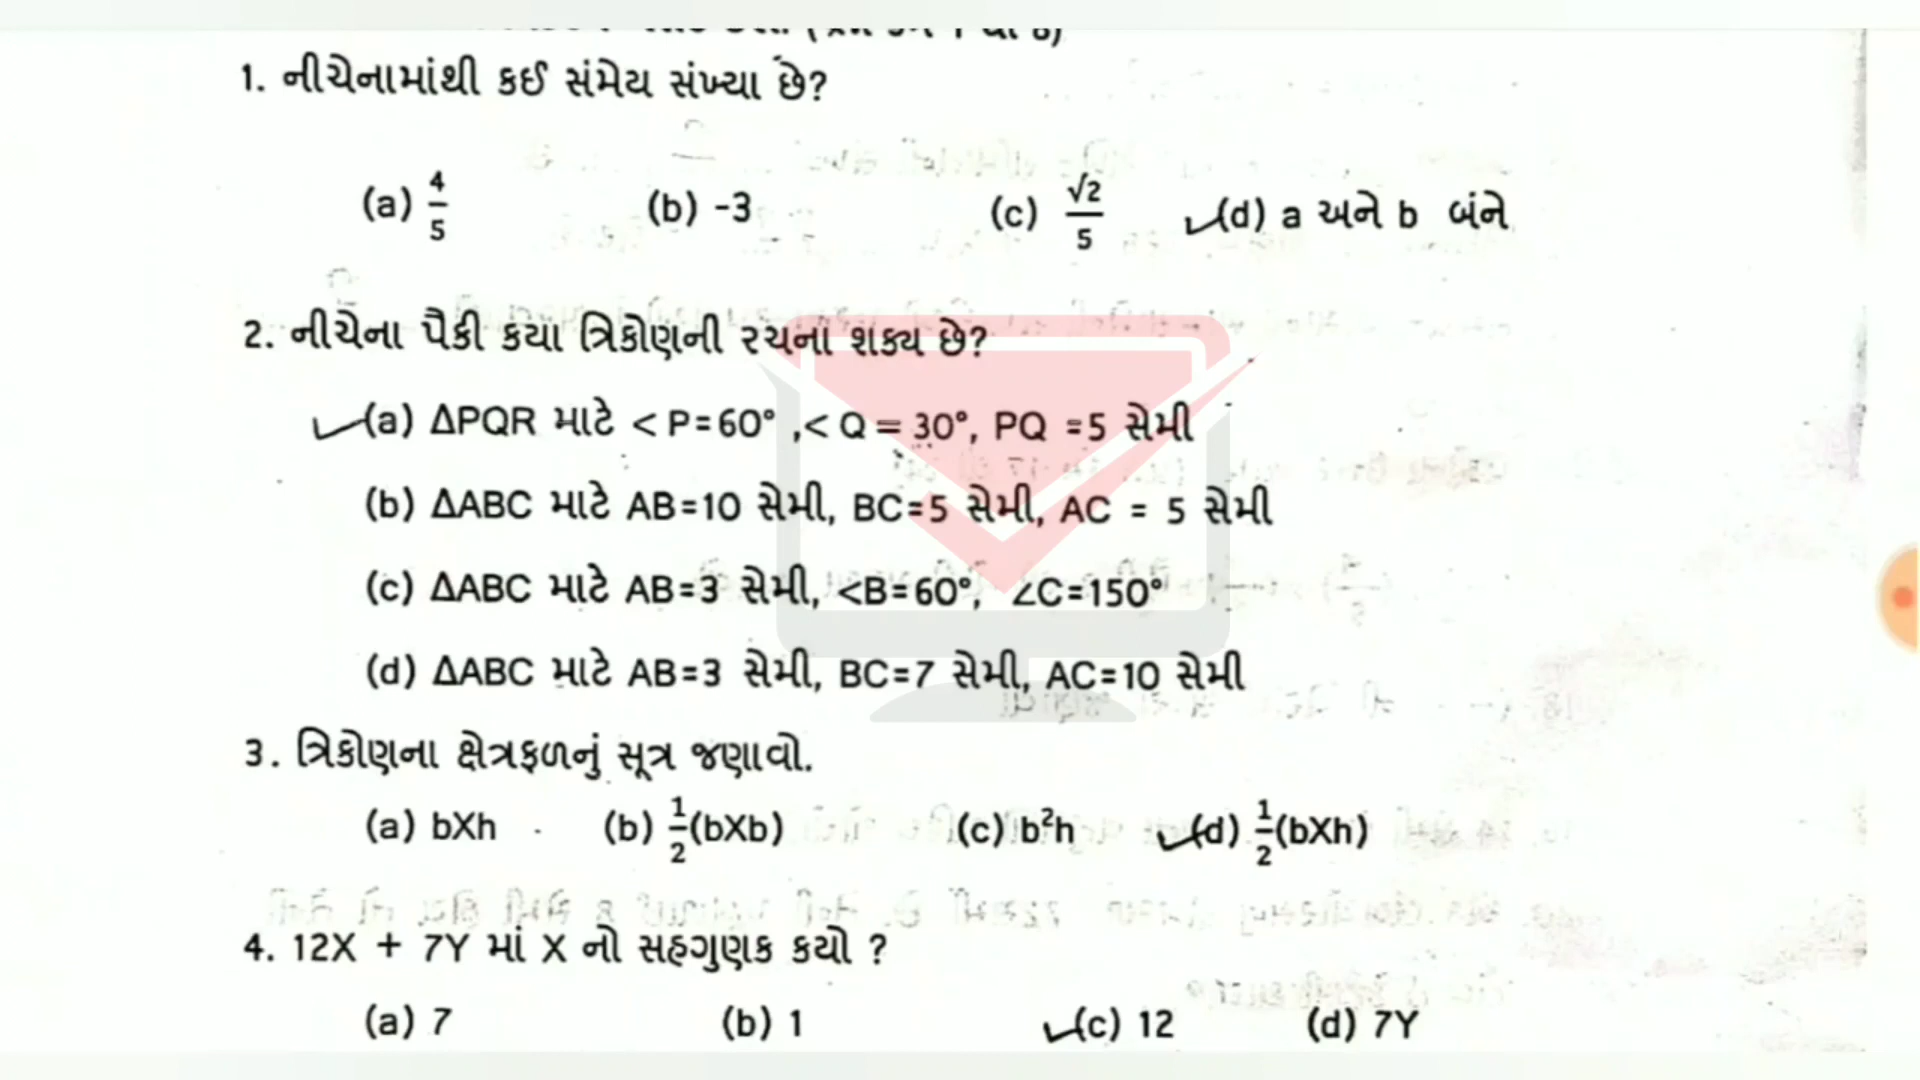 1. નીચેનામાંથી કઈ સંમેય સંખ્યા છે?
(a) 4/5 (b) -3 (c) √2/5 (d) a અને b બંને
2. નીચેના પૈકી કયા ત્રિકોણની રચના શક્ય છે?
(a) ΔPQR માટે < P=60° ,< Q = 30°, PQ =5 સેમી
(b) ΔABC માટે AB=10 સેમી, BC=5 સેમી, AC = 5 સેમી
(c) ΔABC માટે AB=3 સેમી, <B=60°, ∠C=150°
(d) ΔABC માટે AB=3 સેમી, BC=7 સેમી, AC=10 સેમી
3. ત્રિકોણના ક્ષેત્રફળનું સૂત્ર જણાવો.
(a) bXh (b) 1/2(bXb) (c) b²h (d) 1/2(bXh)
4. 12X + 7Y માં X નો સહગુણક કયો ?
(a) 7 (b) 1 (c) 12 (d) 7Y